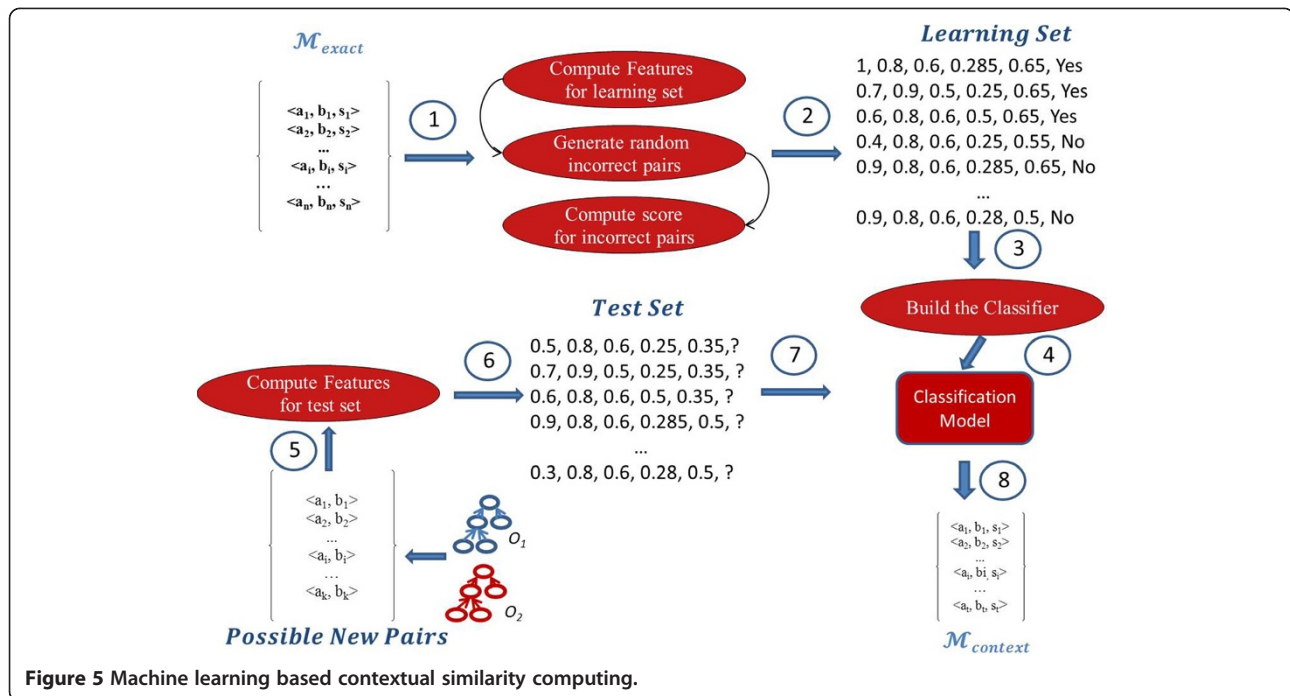 M_exact
<a1, b1, s1>
<a2, b2, s2>
...
<ai, bi, si>
...
<an, bn, sn>
1
Compute Features
for learning set
Generate random
incorrect pairs
Compute score
for incorrect pairs
2
Learning Set
1, 0.8, 0.6, 0.285, 0.65, Yes
0.7, 0.9, 0.5, 0.25, 0.65, Yes
0.6, 0.8, 0.6, 0.5, 0.65, Yes
0.4, 0.8, 0.6, 0.25, 0.55, No
0.9, 0.8, 0.6, 0.285, 0.65, No
...
0.9, 0.8, 0.6, 0.28, 0.5, No
3
Build the Classifier
4
Classification
Model
Test Set
0.5, 0.8, 0.6, 0.25, 0.35,?
0.7, 0.9, 0.5, 0.25, 0.35, ?
0.6, 0.8, 0.6, 0.5, 0.35, ?
0.9, 0.8, 0.6, 0.285, 0.5, ?
...
0.3, 0.8, 0.6, 0.28, 0.5, ?
6
7
Compute Features
for test set
5
<a1, b1>
<a2, b2>
...
<ai, bi>
...
<ak, bk>
O1
O2
Possible New Pairs
8
<a1, b1, s1>
<a2, b2, s2>
...
<ai, bi, si>
...
<at, bt, st>
M_context
Figure 5 Machine learning based contextual similarity computing.